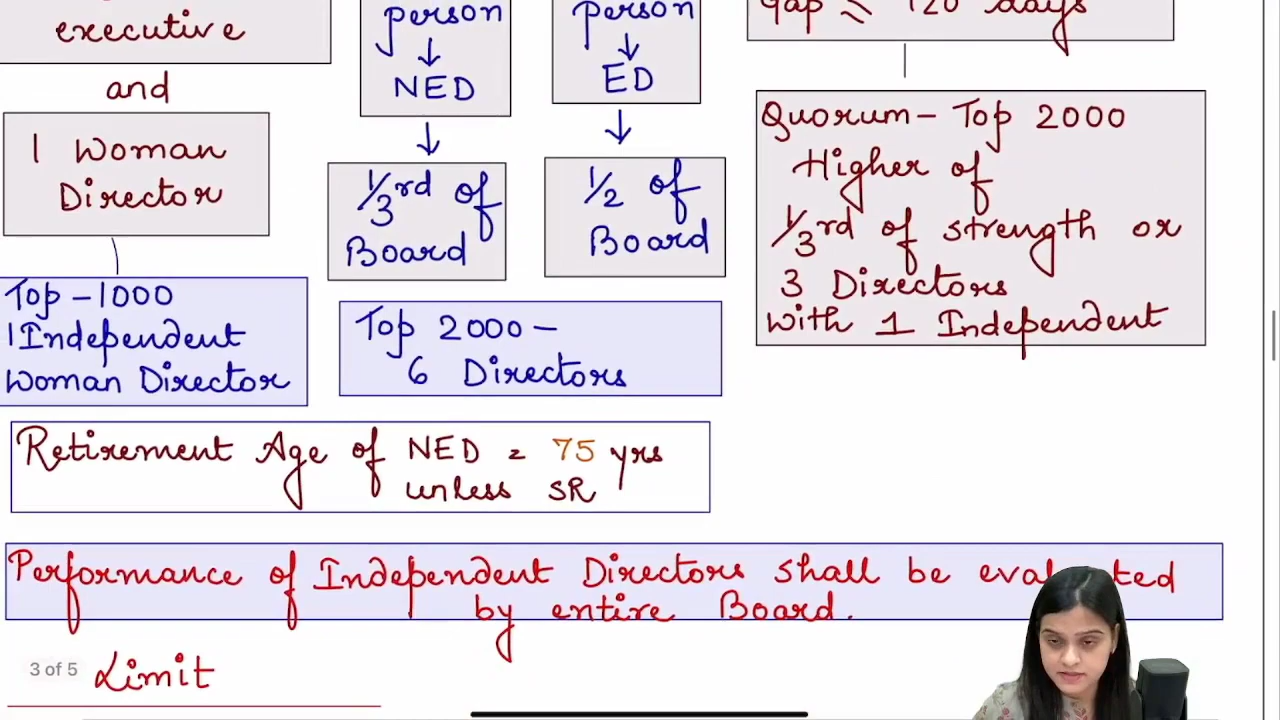 executive
and
1 Woman
Director
Top -1000
1 Independent
Woman Director
person
↓
NED
↓
1/3rd of
Board
person
↓
ED
↓
1/2 of
Board
Top 2000 -
6 Directors
Gap ≤ 120 days
Quorum- Top 2000
Higher of
1/3rd of strength or
3 Directors
with 1 Independent
Retirement Age of NED = 75 yrs
unless SR
Performance of Independent Directors shall be evaluated
by entire Board.
3 of 5
Limit